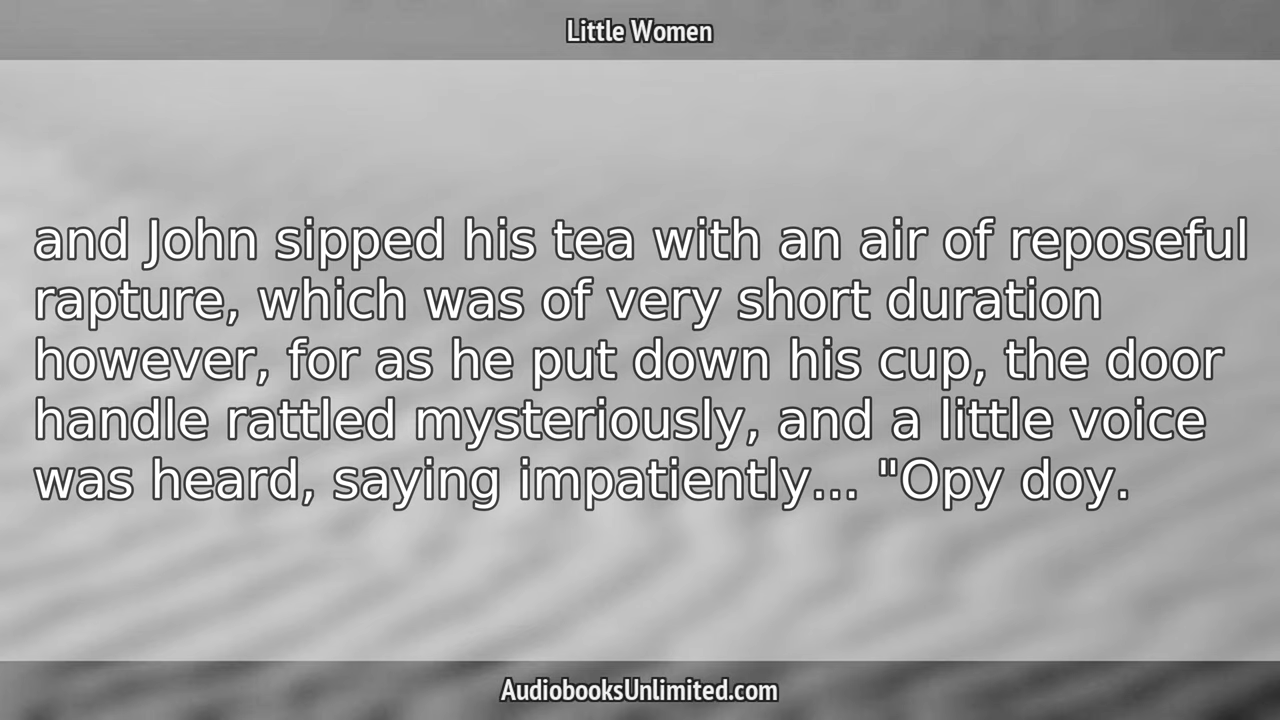 Little Women
and John sipped his tea with an air of reposeful
rapture, which was of very short duration
however, for as he put down his cup, the door
handle rattled mysteriously, and a little voice
was heard, saying impatiently... "Opy doy.
AudiobooksUnlimited.com